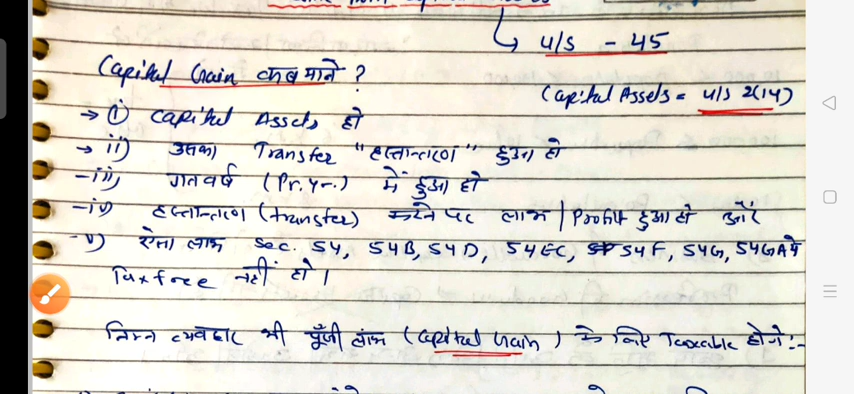 ↳ u/s - 45
Capital Gain कब माने ?
Capital Assets = u/s 2(14)
→ ① Capital Assets हो
→ ii) उसका Transfer "हस्तान्तरण" हुआ हो
- iii) गतवर्ष (Pr. yr.) में हुआ हो
- iv) हस्तान्तरण (transfer) करने पर लाभ / Profit हुआ हो और
- v) ऐसा लाभ Sec. 54, 54B, 54D, 54EC, 54F, 54G, 54GA से
Taxfree नहीं हो।
निम्न व्यवहार भी पूँजी लाभ (Capital Gain) के लिए Taxable होंगे :-